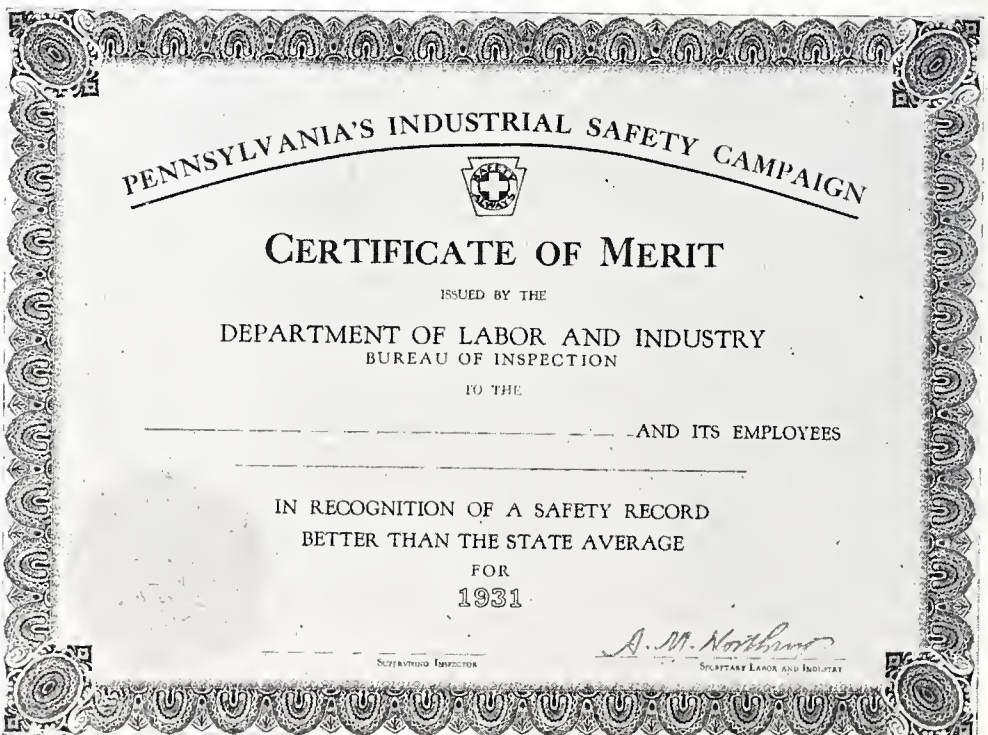 PENNSYLVANIA'S INDUSTRIAL SAFETY CAMPAIGN
SAFETY
ALWAYS
CERTIFICATE OF MERIT
ISSUED BY THE
DEPARTMENT OF LABOR AND INDUSTRY
BUREAU OF INSPECTION
TO THE
AND ITS EMPLOYEES
IN RECOGNITION OF A SAFETY RECORD
BETTER THAN THE STATE AVERAGE
FOR
1931
A. M. Northrup
SUPERVISING INSPECTOR
SECRETARY LABOR AND INDUSTRY